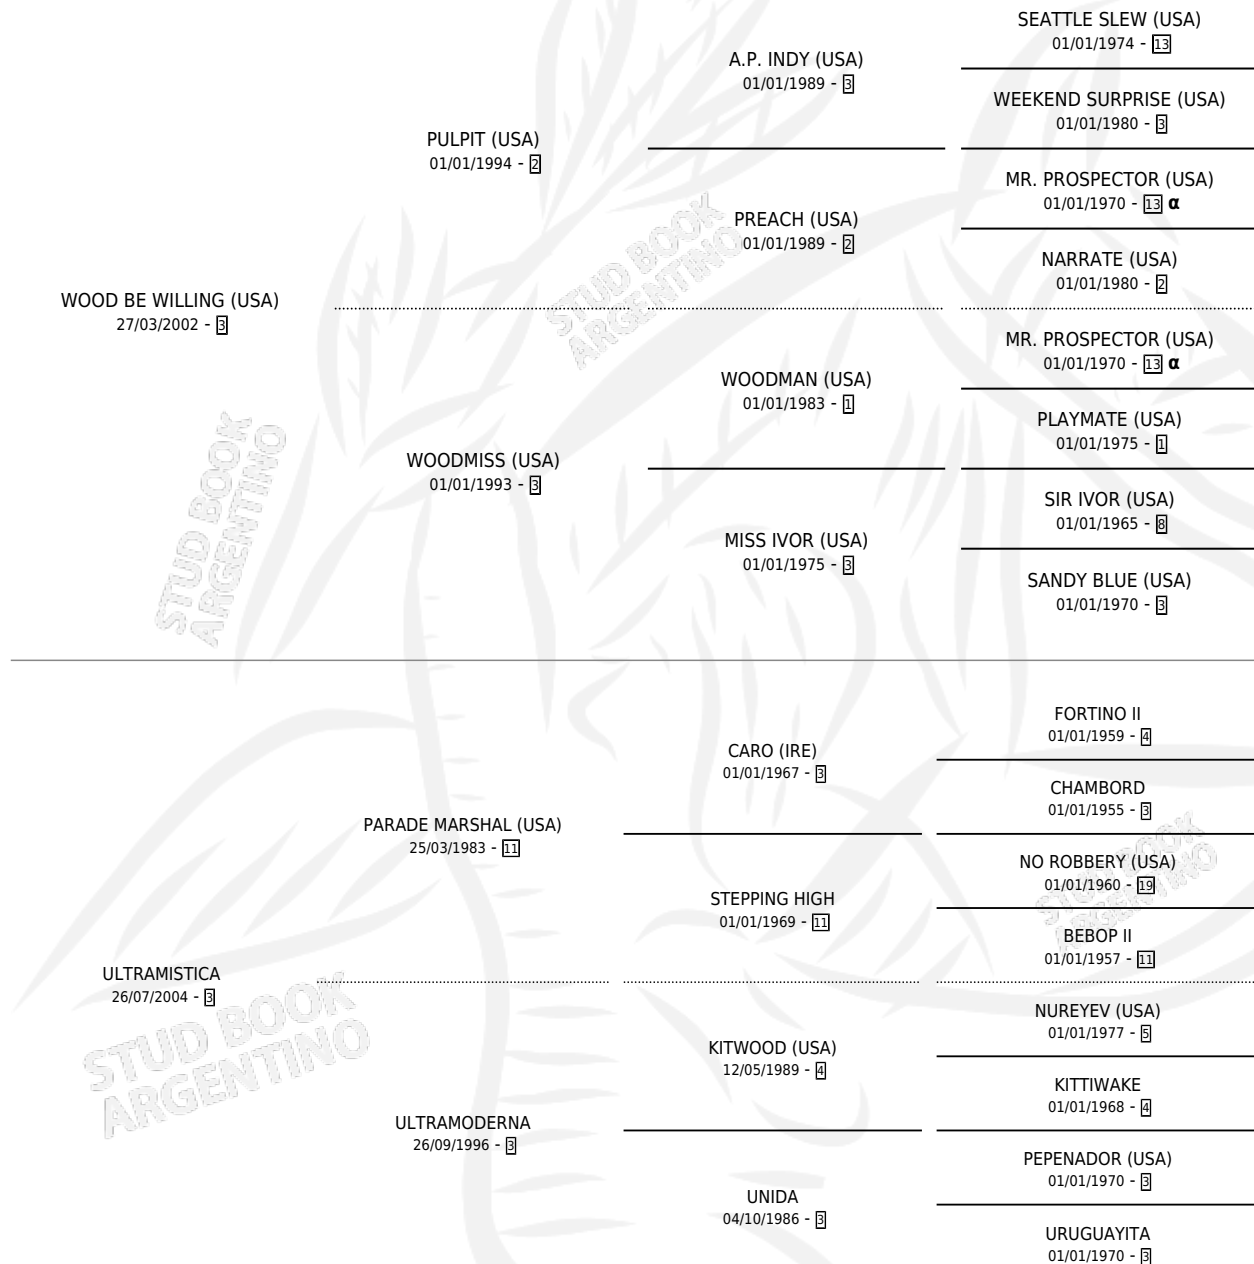 SEATTLE SLEW (USA)
01/01/1974 - 13
A.P. INDY (USA)
01/01/1989 - 3
WEEKEND SURPRISE (USA)
01/01/1980 - 3
PULPIT (USA)
01/01/1994 - 2
MR. PROSPECTOR (USA)
01/01/1970 - 13 α
PREACH (USA)
01/01/1989 - 2
NARRATE (USA)
01/01/1980 - 2
WOOD BE WILLING (USA)
27/03/2002 - 3
MR. PROSPECTOR (USA)
01/01/1970 - 13 α
WOODMAN (USA)
01/01/1983 - 1
PLAYMATE (USA)
01/01/1975 - 1
WOODMISS (USA)
01/01/1993 - 3
SIR IVOR (USA)
01/01/1965 - 8
MISS IVOR (USA)
01/01/1975 - 3
SANDY BLUE (USA)
01/01/1970 - 3
STUD BOOK
ARGENTINO
STUD BOOK
ARGENTINO
FORTINO II
01/01/1959 - 4
CARO (IRE)
01/01/1967 - 3
CHAMBORD
01/01/1955 - 3
PARADE MARSHAL (USA)
25/03/1983 - 11
NO ROBBERY (USA)
01/01/1960 - 19
STEPPING HIGH
01/01/1969 - 11
BEBOP II
01/01/1957 - 11
STUD BOOK
ARGENTINO
ULTRAMISTICA
26/07/2004 - 3
NUREYEV (USA)
01/01/1977 - 5
KITWOOD (USA)
12/05/1989 - 4
KITTIWAKE
01/01/1968 - 4
ULTRAMODERNA
26/09/1996 - 3
PEPENADOR (USA)
01/01/1970 - 3
UNIDA
04/10/1986 - 3
URUGUAYITA
01/01/1970 - 3
STUD BOOK
ARGENTINO